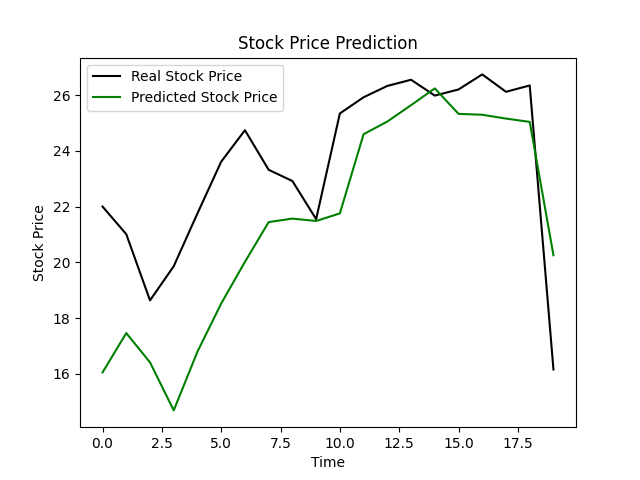 Stock Price Prediction
Real Stock Price
Predicted Stock Price
26
24
22
20
18
16
Stock Price
0.0 2.5 5.0 7.5 10.0 12.5 15.0 17.5
Time